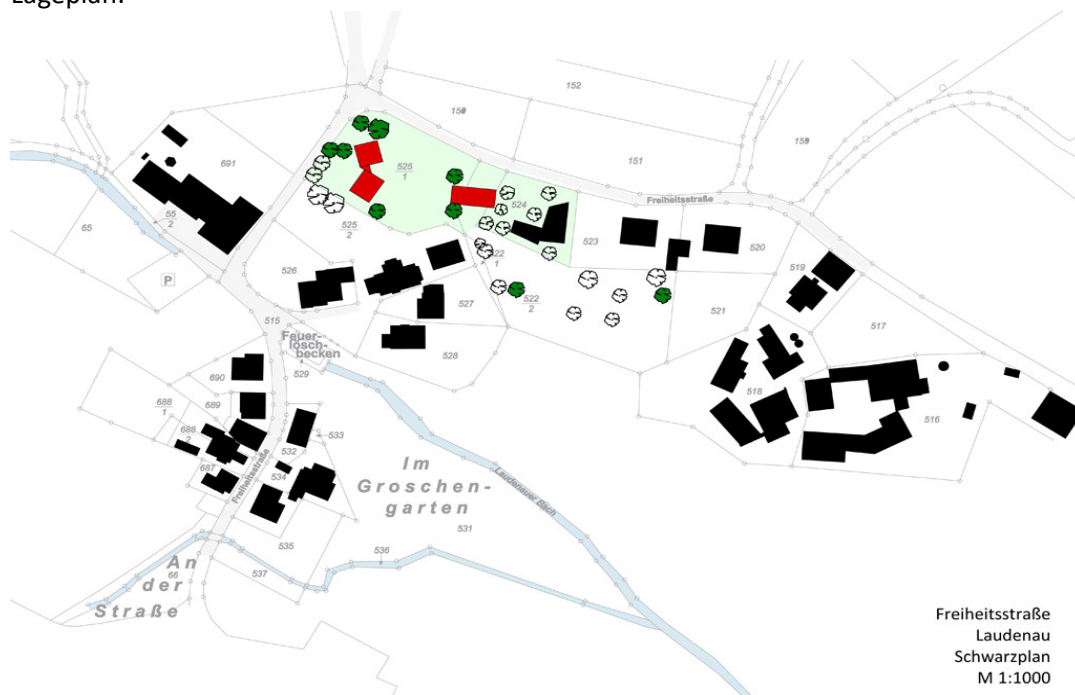 Lageplan:
152
150
151
159
691
525
1
524
Freiheitsstraße
65
55
2
525
2
523
520
P
526
522
1
519
527
522
2
521
517
515
Feuer-
lösch-
becken
528
529
690
518
688
1
689
516
688
2
533
532
687
534
Im
Groschen-
garten
Freiheitsstraße
Laudenauer Bach
531
535
536
An
66
der
537
Straße
Freiheitsstraße
Laudenau
Schwarzplan
M 1:1000